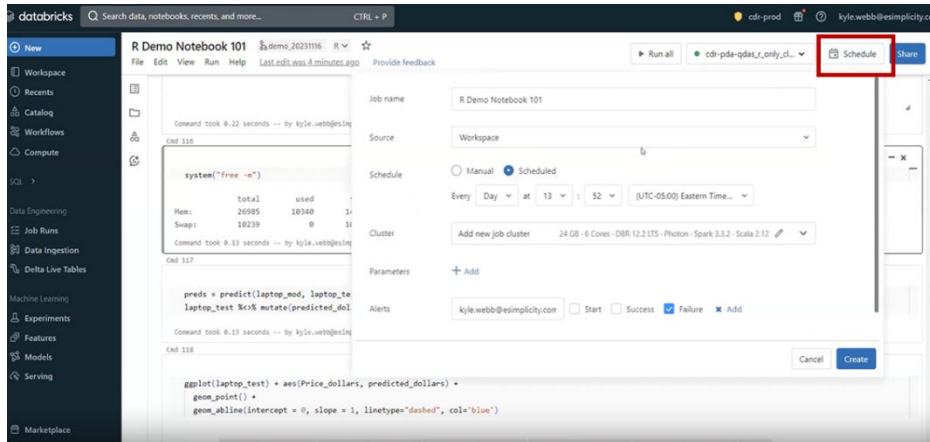 databricks
Search data, notebooks, recents, and more...
CTRL + P
cdr-prod
kyle.webb@esimplicity.c
New
Workspace
Recents
Catalog
Workflows
Compute
SQL
Data Engineering
Job Runs
Data Ingestion
Delta Live Tables
Machine Learning
Experiments
Features
Models
Serving
Marketplace
R Demo Notebook 101
demo_20231116
R
File Edit View Run Help Last edit was 4 minutes ago Provide feedback
Run all
cdr-pda-qdas_r_only_cl...
Schedule
Share
Command took 0.22 seconds -- by kyle.webb@esimp
Cmd 116
system("free -m")
total used
Mem: 26985 10340
Swap: 10239 0
Command took 0.13 seconds -- by kyle.webb@esimp
Cmd 117
preds = predict(laptop_mod, laptop_te
laptop_test %<>% mutate(predicted_dol
Command took 0.13 seconds -- by kyle.webb@esimp
Cmd 118
ggplot(laptop_test) + aes(Price_dollars, predicted_dollars) +
geom_point() +
geom_abline(intercept = 0, slope = 1, linetype="dashed", col='blue')
Job name
R Demo Notebook 101
Source
Workspace
Schedule
Manual Scheduled
Every Day at 13 : 52 (UTC-05:00) Eastern Time...
Cluster
Add new job cluster 24 GB - 6 Cores - DBR 12.2 LTS - Photon - Spark 3.3.2 - Scala 2.12
Parameters
+ Add
Alerts
kyle.webb@esimplicity.com Start Success Failure Add
Cancel
Create